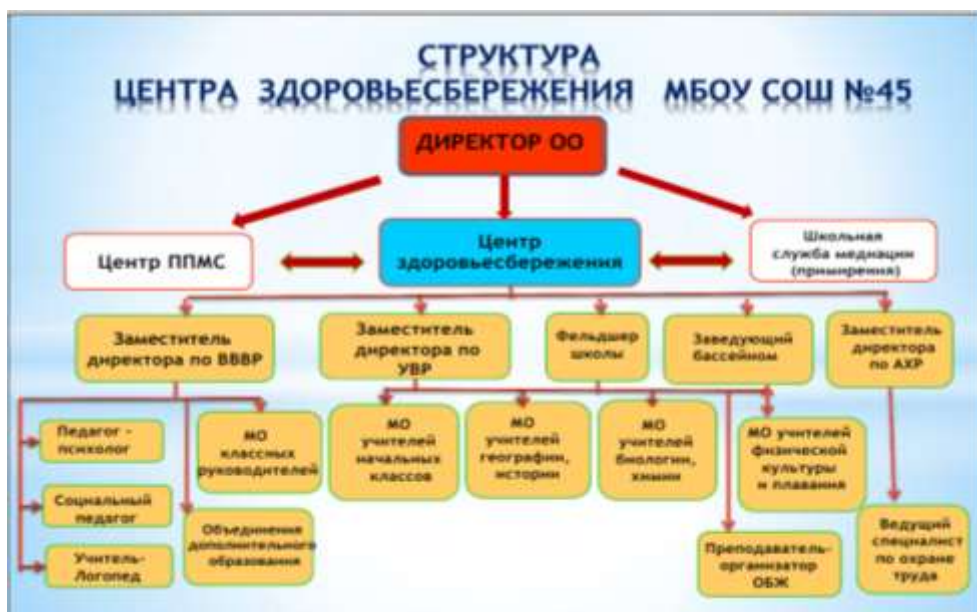 СТРУКТУРА
ЦЕНТРА ЗДОРОВЬЕСБЕРЕЖЕНИЯ МБОУ СОШ №45
ДИРЕКТОР ОО
Центр ППМС
Центр
здоровьесбережения
Школьная
служба медиации
(примирения)
Заместитель
директора по ВВВР
Заместитель
директора по
УВР
Фельдшер
школы
Заведующий
бассейном
Заместитель
директора
по АХР
Педагог -
психолог
Социальный
педагог
Учитель-
Логопед
МО
классных
руководителей
Объединения
дополнительного
образования
МО
учителей
начальных
классов
МО
учителей
географии,
истории
МО
учителей
биологии,
химии
МО учителей
физической
культуры
и плавания
Преподаватель-
организатор
ОБЖ
Ведущий
специалист
по охране
труда